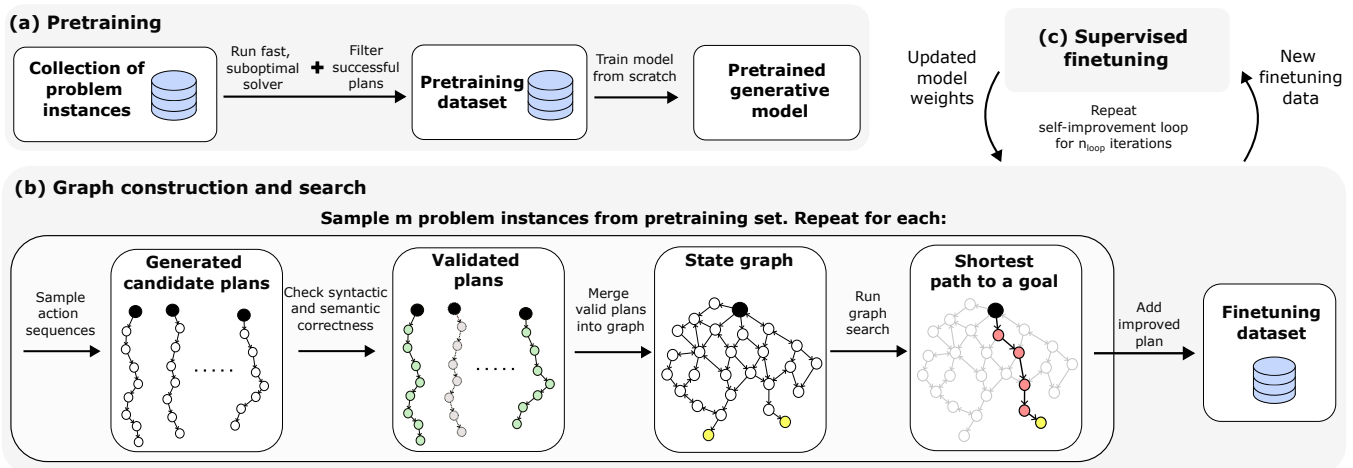 (a) Pretraining
Collection of
problem
instances
Run fast,
suboptimal
solver
+
Filter
successful
plans
Pretraining
dataset
Train model
from scratch
Pretrained
generative
model
Updated
model
weights
(c) Supervised
finetuning
New
finetuning
data
Repeat
self-improvement loop
for n_loop iterations
(b) Graph construction and search
Sample m problem instances from pretraining set. Repeat for each:
Sample
action
sequences
Generated
candidate plans
.....
Check syntactic
and semantic
correctness
Validated
plans
.....
Merge
valid plans
into graph
State graph
Run
graph
search
Shortest
path to a goal
Add
improved
plan
Finetuning
dataset